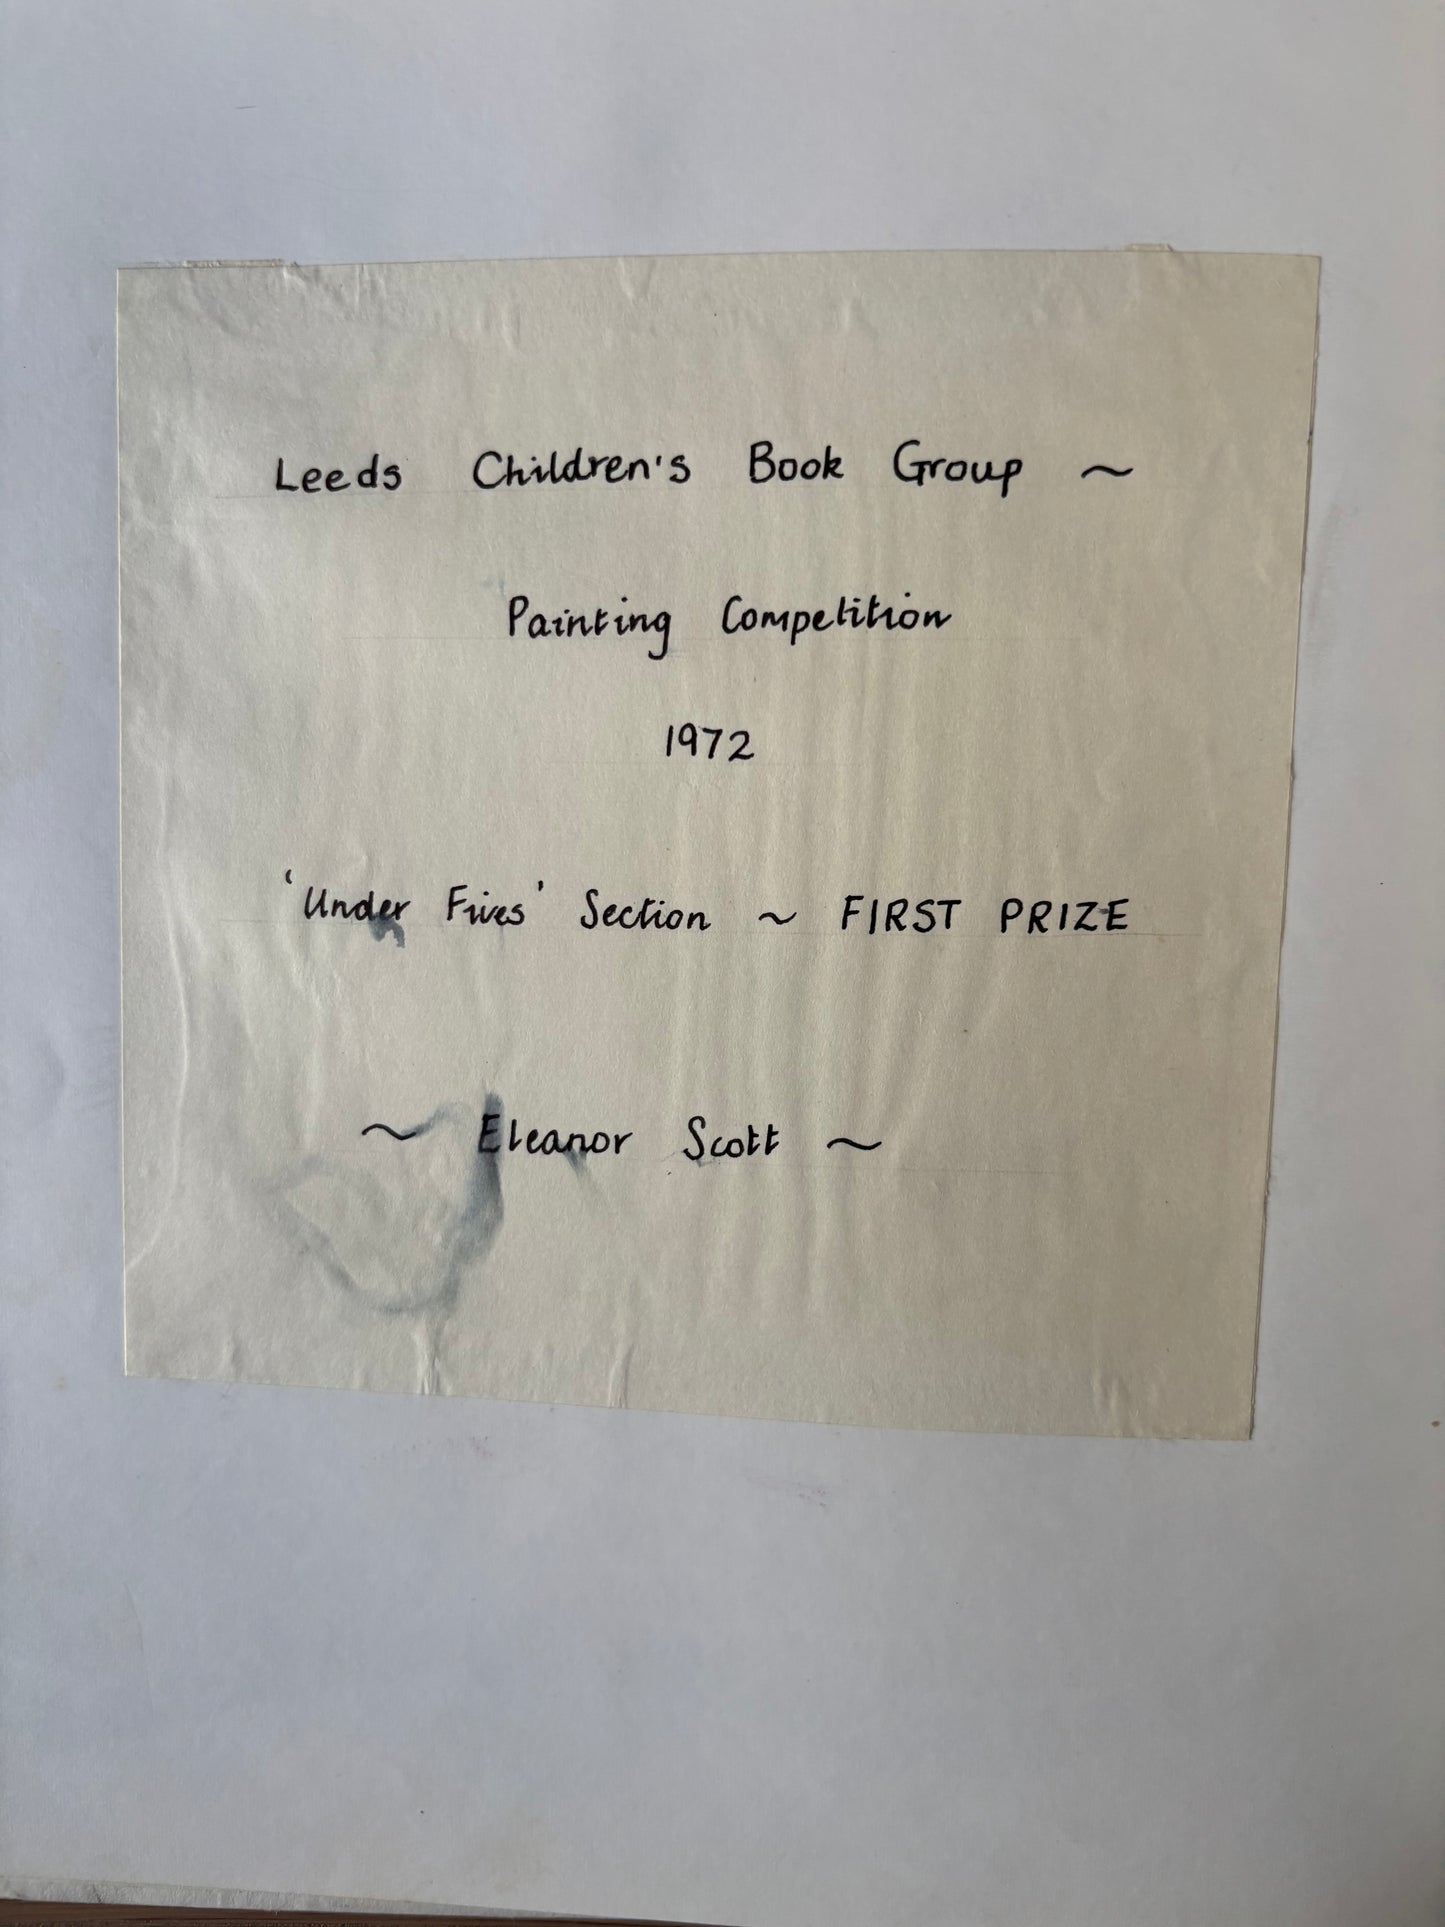 Leeds Children's Book Group ~
Painting Competition
1972
'Under Fives' Section ~ FIRST PRIZE
~ Eleanor Scott ~